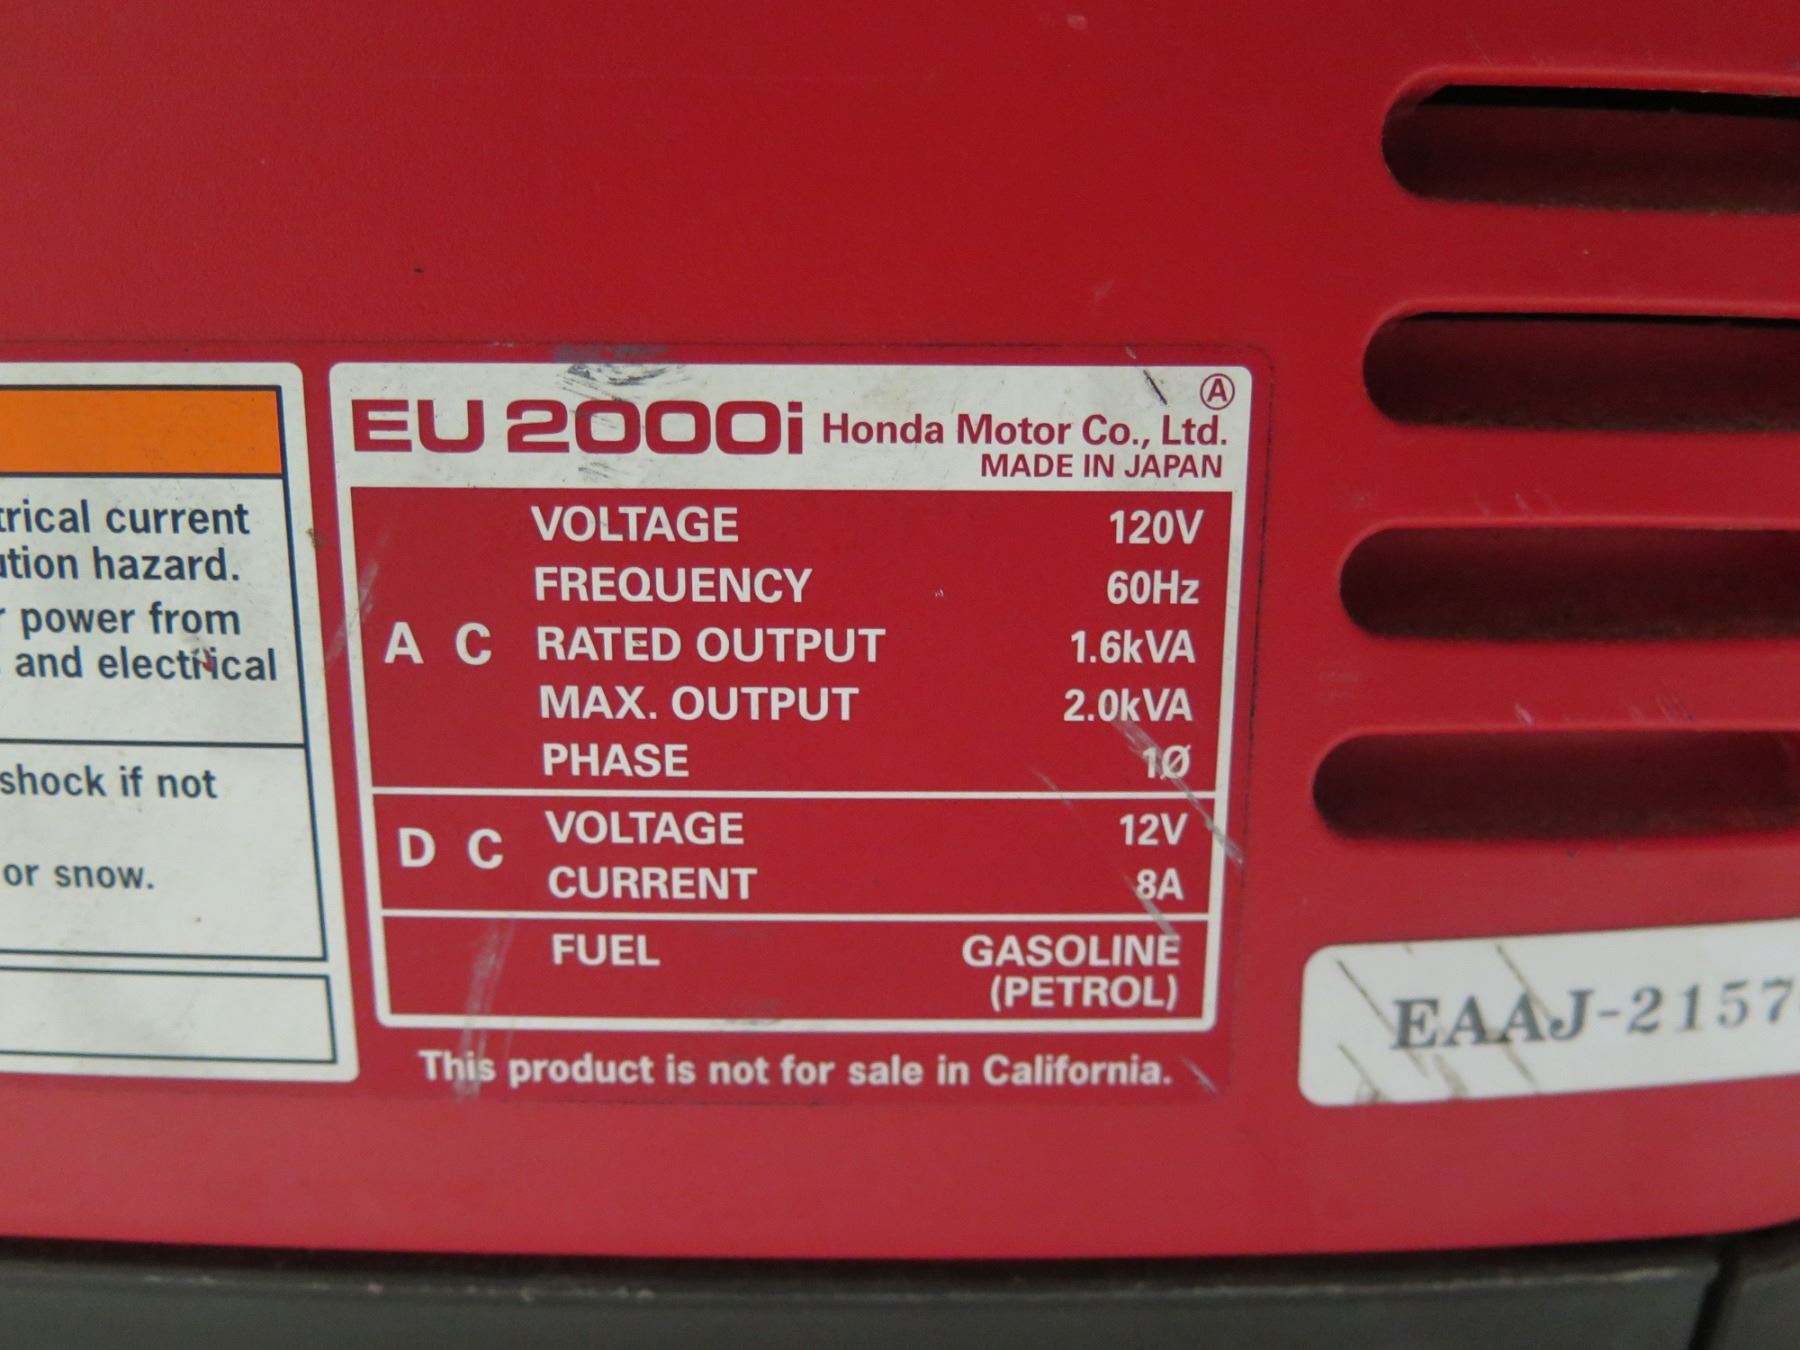 trical current
ution hazard.
r power from
and electrical
shock if not
or snow.
EU 2000i Honda Motor Co., Ltd. Ⓐ
MADE IN JAPAN
A C
VOLTAGE 120V
FREQUENCY 60Hz
RATED OUTPUT 1.6kVA
MAX. OUTPUT 2.0kVA
PHASE 1Ø
D C
VOLTAGE 12V
CURRENT 8A
FUEL GASOLINE
(PETROL)
This product is not for sale in California.
EAAJ-2157